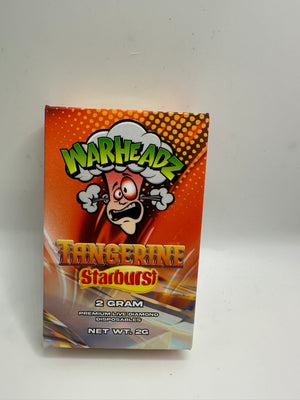 WARHEADZ
TANGERINE
Starburst
2 GRAM
PREMIUM LIVE DIAMOND
DISPOSABLES
NET WT. 2G